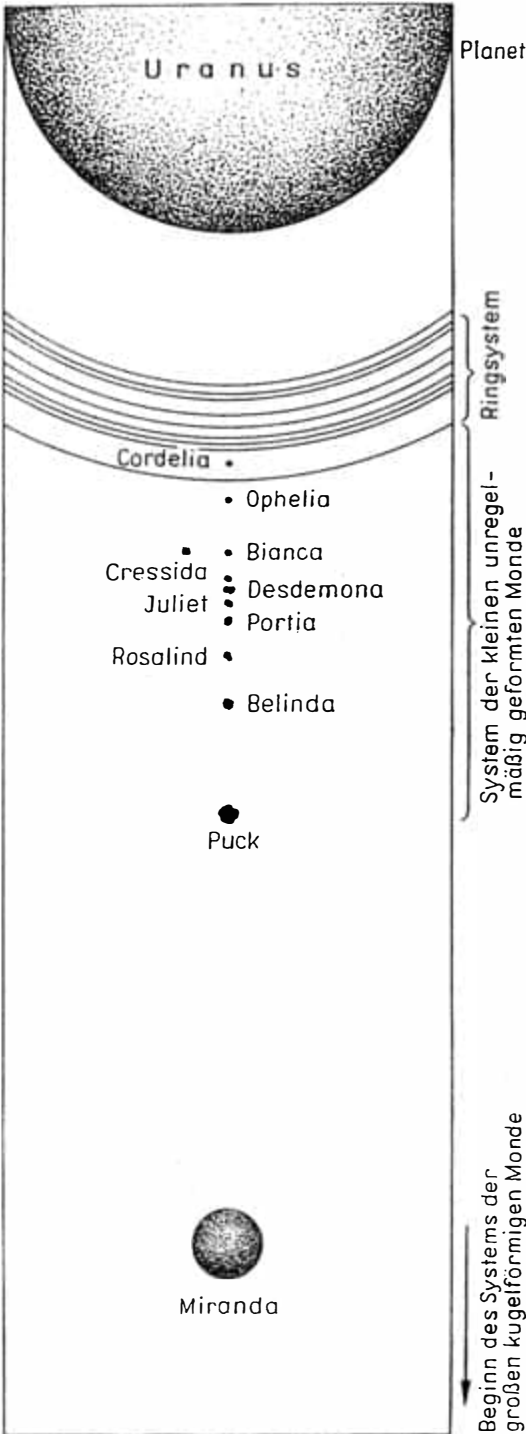 Uranus
Planet
Ringsystem
Cordelia
Ophelia
Bianca
Cressida
Desdemona
Juliet
Portia
Rosalind
Belinda
Puck
System der kleinen unregel-
mäßig geformten Monde
Miranda
Beginn des Systems der
großen kugelförmigen Monde